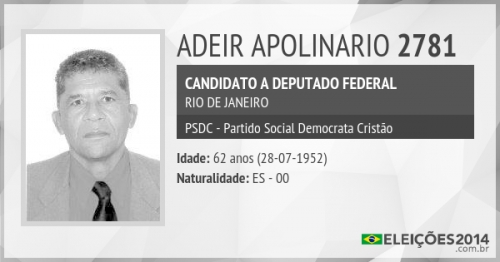 ADEIR APOLINARIO 2781
CANDIDATO A DEPUTADO FEDERAL
RIO DE JANEIRO
PSDC - Partido Social Democrata Cristão
Idade: 62 anos (28-07-1952)
Naturalidade: ES - 00
ELEIÇÕES2014
.com.br